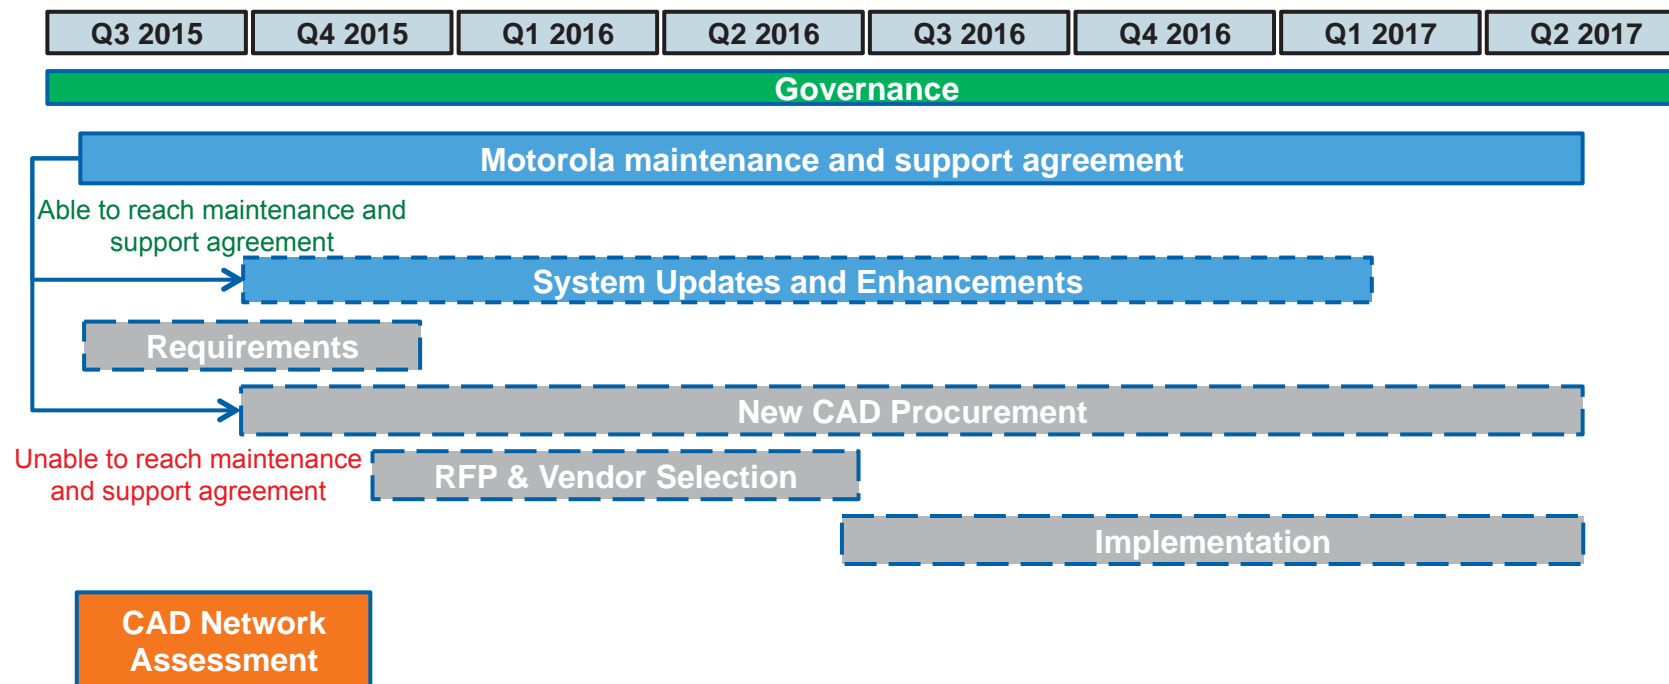 Q3 2015 Q4 2015 Q1 2016 Q2 2016 Q3 2016 Q4 2016 Q1 2017 Q2 2017
Governance
Motorola maintenance and support agreement
Able to reach maintenance and
support agreement
System Updates and Enhancements
Requirements
New CAD Procurement
Unable to reach maintenance
and support agreement
RFP & Vendor Selection
Implementation
CAD Network
Assessment